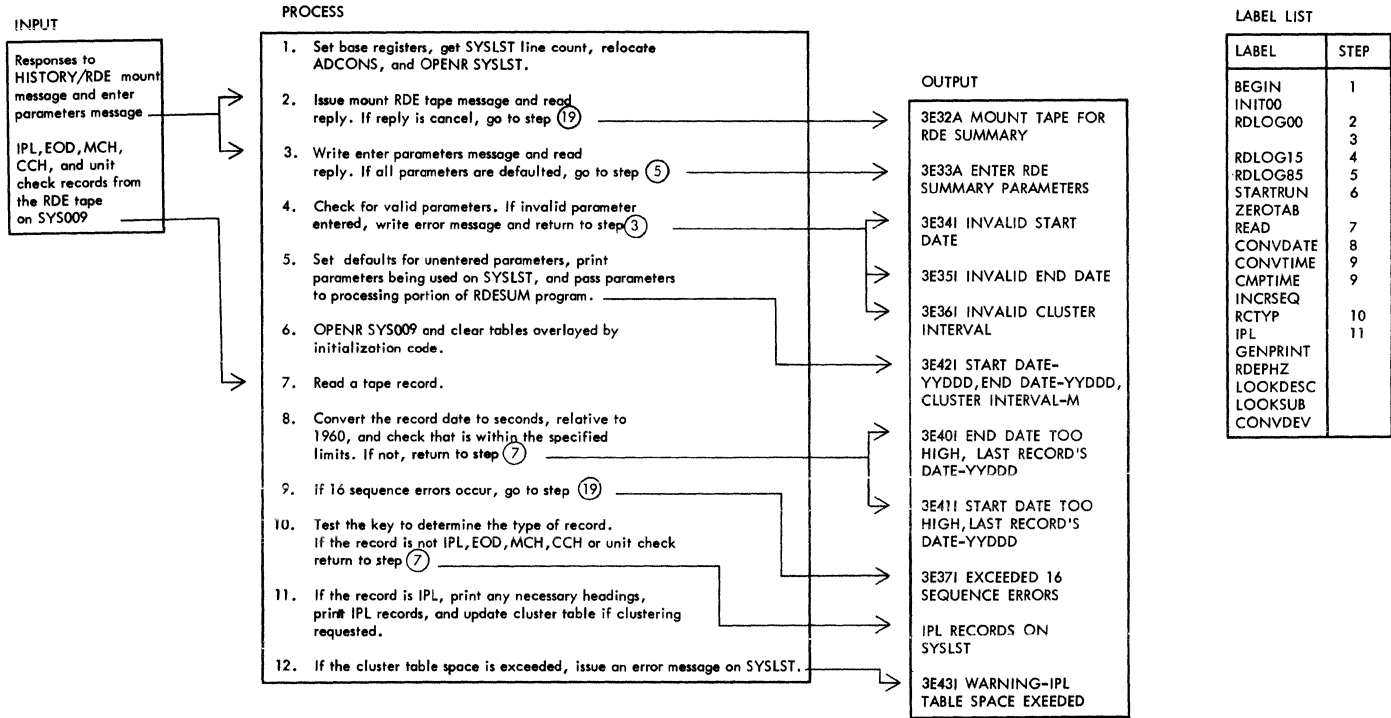 INPUT
Responses to
HISTORY/RDE mount
message and enter
parameters message
IPL,EOD,MCH,
CCH, and unit
check records from
the RDE tape
on SYS009
PROCESS
1. Set base registers, get SYSLST line count, relocate
ADCONS, and OPENR SYSLST.
2. Issue mount RDE tape message and read
reply. If reply is cancel, go to step 19
3. Write enter parameters message and read
reply. If all parameters are defaulted, go to step 5
4. Check for valid parameters. If invalid parameter
entered, write error message and return to step 3
5. Set defaults for unentered parameters, print
parameters being used on SYSLST, and pass parameters
to processing portion of RDESUM program.
6. OPENR SYS009 and clear tables overlayed by
initialization code.
7. Read a tape record.
8. Convert the record date to seconds, relative to
1960, and check that is within the specified
limits. If not, return to step 7
9. If 16 sequence errors occur, go to step 19
10. Test the key to determine the type of record.
If the record is not IPL,EOD,MCH,CCH or unit check
return to step 7
11. If the record is IPL, print any necessary headings,
print IPL records, and update cluster table if clustering
requested.
12. If the cluster table space is exceeded, issue an error message on SYSLST.
OUTPUT
3E32A MOUNT TAPE FOR
RDE SUMMARY
3E33A ENTER RDE
SUMMARY PARAMETERS
3E34I INVALID START
DATE
3E35I INVALID END DATE
3E36I INVALID CLUSTER
INTERVAL
3E42I START DATE-
YYDDD,END DATE-YYDDD,
CLUSTER INTERVAL-M
3E40I END DATE TOO
HIGH, LAST RECORD'S
DATE-YYDDD
3E41I START DATE TOO
HIGH,LAST RECORD'S
DATE-YYDDD
3E37I EXCEEDED 16
SEQUENCE ERRORS
IPL RECORDS ON
SYSLST
3E43I WARNING-IPL
TABLE SPACE EXEEDED
LABEL LIST
LABEL STEP
BEGIN 1
INIT00
RDLOG00 2
3
RDLOG15 4
RDLOG85 5
STARTRUN 6
ZEROTAB
READ 7
CONVDATE 8
CONVTIME 9
CMPTIME 9
INCRSEQ
RCTYP 10
IPL 11
GENPRINT
RDEPHZ
LOOKDESC
LOOKSUB
CONVDEV